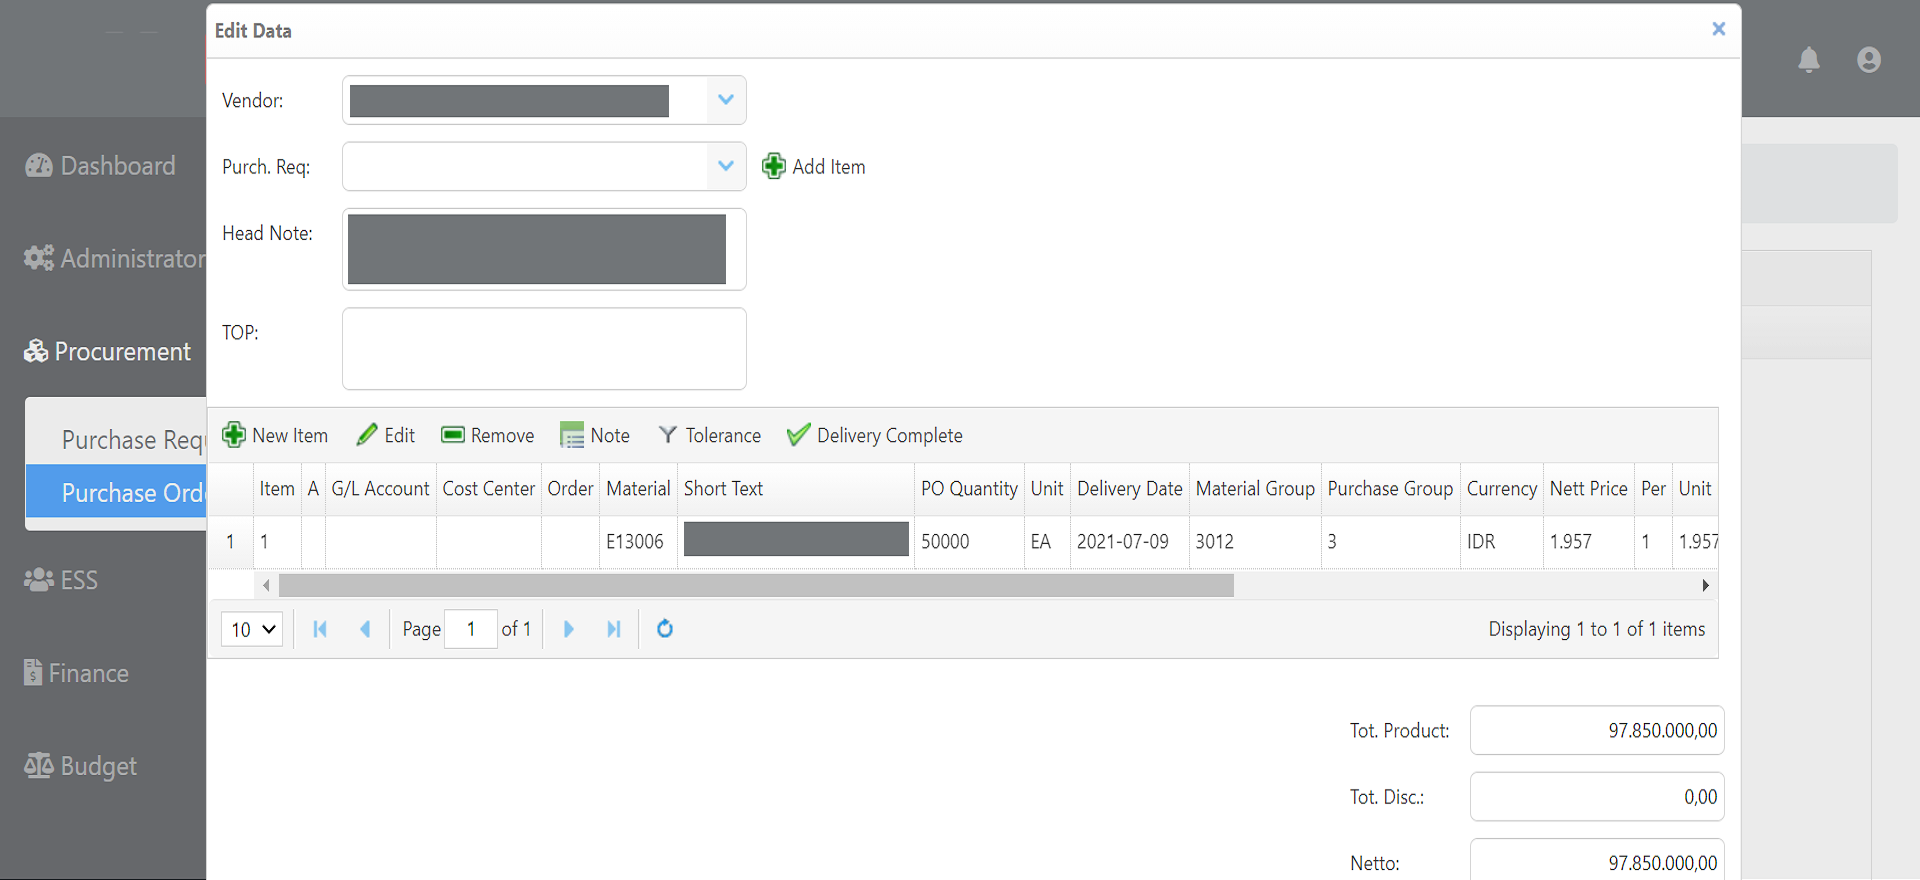 Edit Data
Vendor:
Purch. Req:
Add Item
Head Note:
TOP:
Dashboard
Administrator
Procurement
Purchase Requ
Purchase Orde
ESS
Finance
Budget
New Item Edit Remove Note Tolerance Delivery Complete
Item A G/L Account Cost Center Order Material Short Text PO Quantity Unit Delivery Date Material Group Purchase Group Currency Nett Price Per Unit
1 1 E13006 50000 EA 2021-07-09 3012 3 IDR 1.957 1 1.957
10 Page 1 of 1 Displaying 1 to 1 of 1 items
Tot. Product: 97.850.000,00
Tot. Disc.: 0,00
Netto: 97.850.000,00